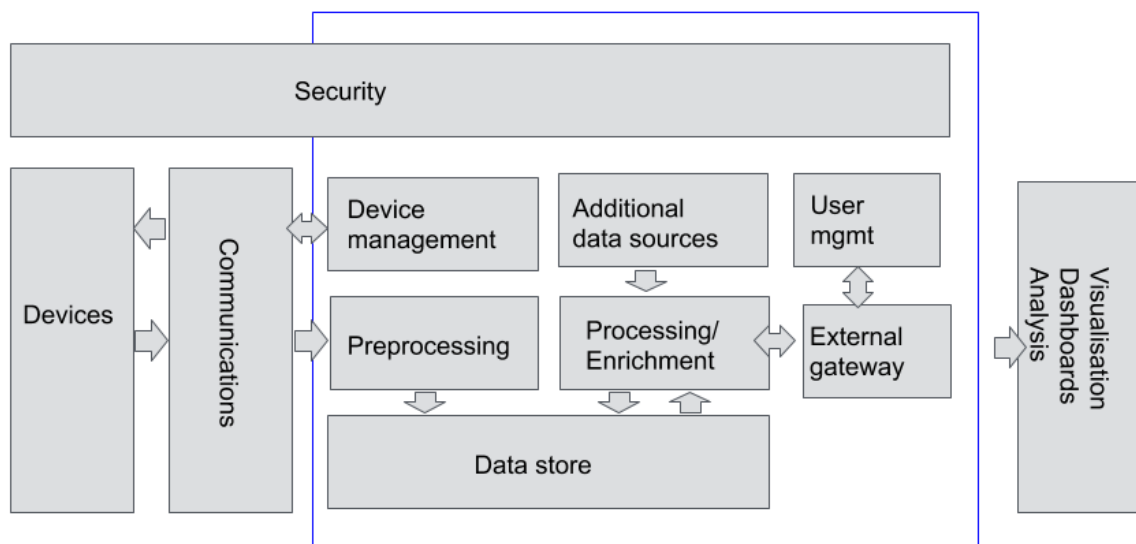 Security
Devices
Communications
Device
management
Additional
data sources
User
mgmt
Preprocessing
Processing/
Enrichment
External
gateway
Data store
Visualisation
Dashboards
Analysis